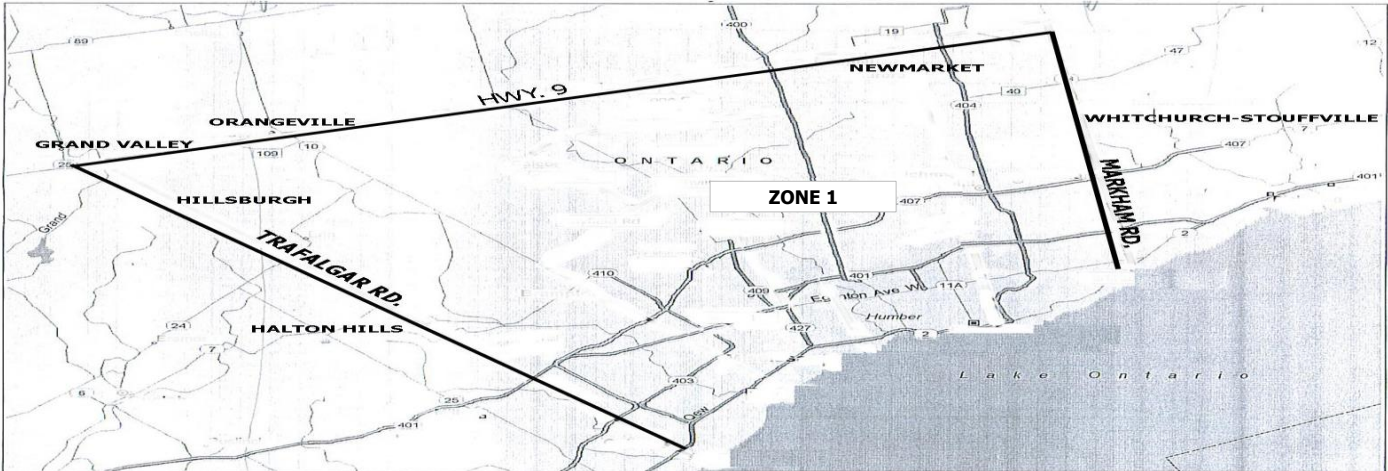 400
89
19
47
12
NEWMARKET
HWY. 9
40
404
ORANGEVILLE
WHITCHURCH-STOUFFVILLE
7
GRAND VALLEY
10
109
407
25
ONTARIO
MARKHAM RD.
401
ZONE 1
HILLSBURGH
407
Grand
TRAFALGAR RD.
2
410
401
409
11A
Ave W
Humber
HALTON HILLS
24
427
2
7
Lake Ontario
403
6
25
Qew
401